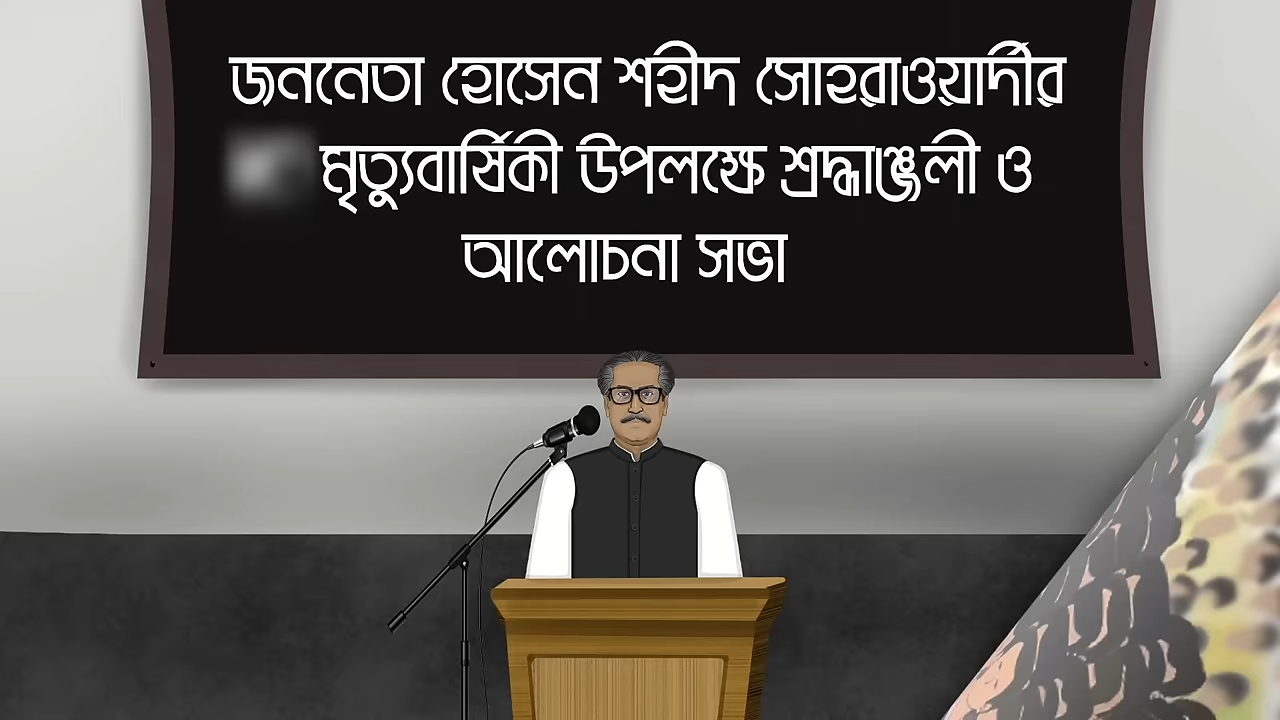 জননেতা হোসেন শহীদ সোহরাওয়ার্দীর
মৃত্যুবার্ষিকী উপলক্ষে শ্রদ্ধাঞ্জলী ও
আলোচনা সভা